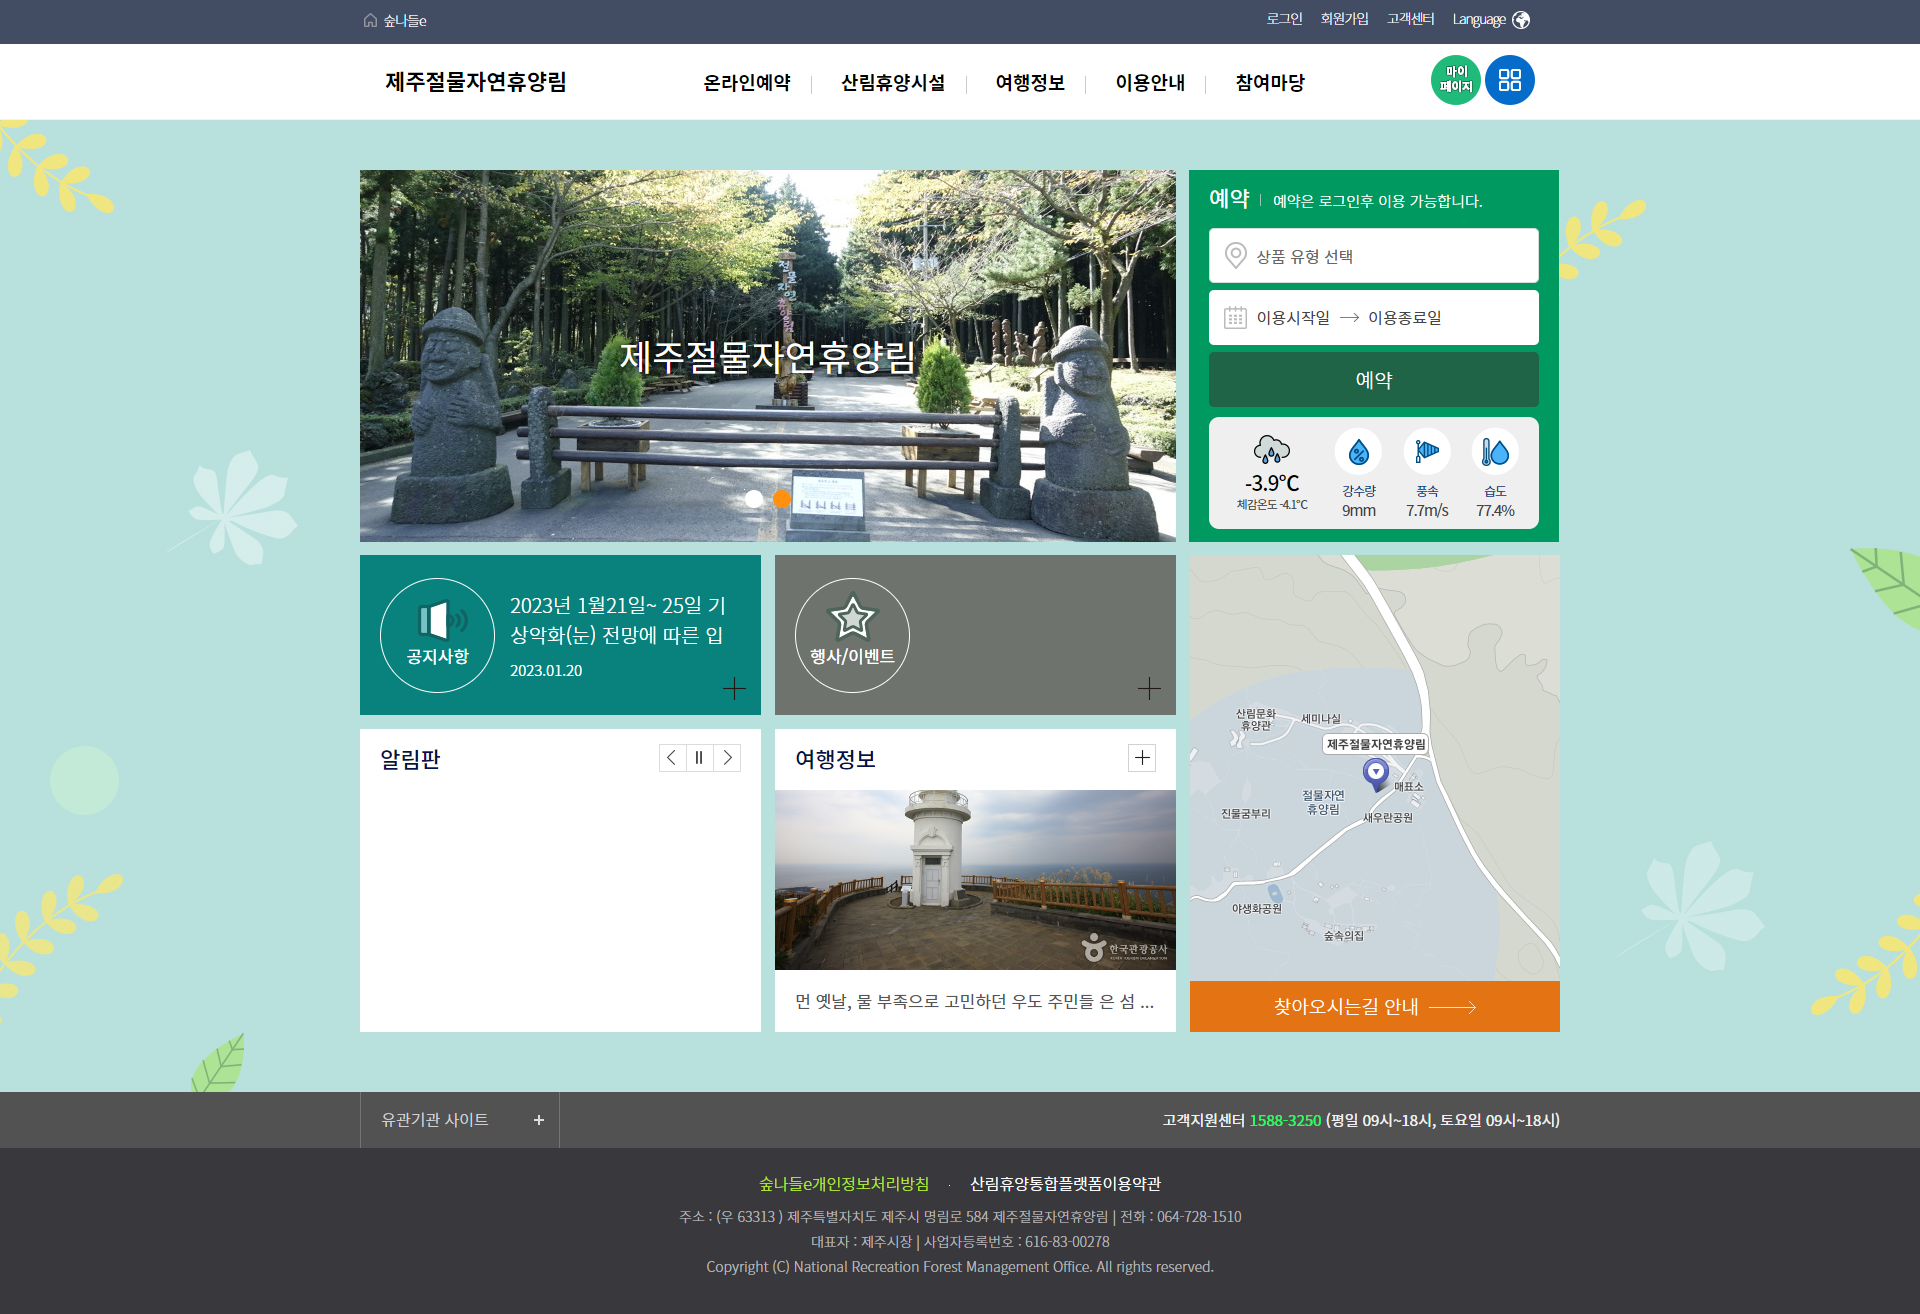 숲나들e
로그인 회원가입 고객센터 Language
제주절물자연휴양림
온라인예약 산림휴양시설 여행정보 이용안내 참여마당
마이
페이지
절물자연휴양림
제주절물자연휴양림
예약 예약은 로그인후 이용 가능합니다.
상품 유형 선택
이용시작일 → 이용종료일
예약
-3.9℃
체감온도 -4.1℃
강수량
9mm
풍속
7.7m/s
습도
77.4%
공지사항
2023년 1월21일~ 25일 기
상악화(눈) 전망에 따른 입
2023.01.20
행사/이벤트
알림판
여행정보
한국관광공사
먼 옛날, 물 부족으로 고민하던 우도 주민들 은 섬 ...
산림문화
휴양관
세미나실
제주절물자연휴양림
매표소
절물자연
휴양림
진물굼부리
새우란공원
야생화공원
숲속의집
찾아오시는길 안내
유관기관 사이트
고객지원센터 1588-3250 (평일 09시~18시, 토요일 09시~18시)
숲나들e개인정보처리방침 · 산림휴양통합플랫폼이용약관
주소 : (우 63313 ) 제주특별자치도 제주시 명림로 584 제주절물자연휴양림 | 전화 : 064-728-1510
대표자 : 제주시장 | 사업자등록번호 : 616-83-00278
Copyright (C) National Recreation Forest Management Office. All rights reserved.